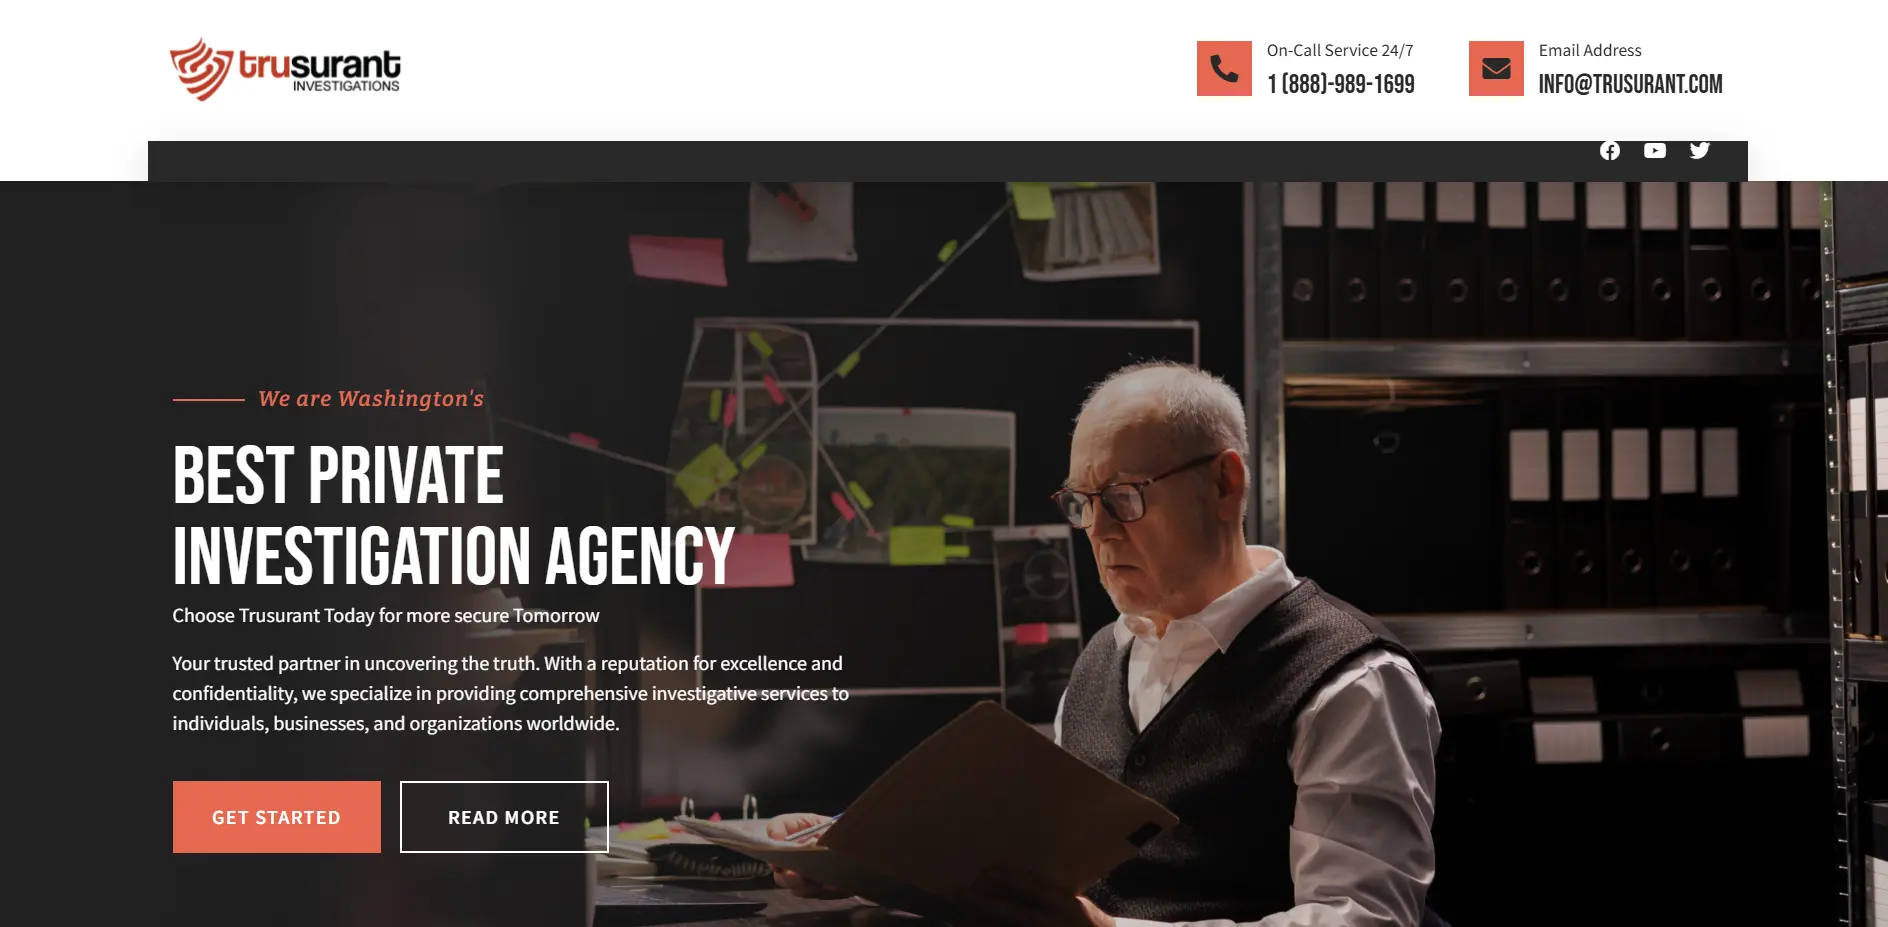 trusurant
INVESTIGATIONS
On-Call Service 24/7
1 (888)-989-1699
Email Address
INFO@TRUSURANT.COM
We are Washington's
BEST PRIVATE
INVESTIGATION AGENCY
Choose Trusurant Today for more secure Tomorrow
Your trusted partner in uncovering the truth. With a reputation for excellence and
confidentiality, we specialize in providing comprehensive investigative services to
individuals, businesses, and organizations worldwide.
GET STARTED
READ MORE